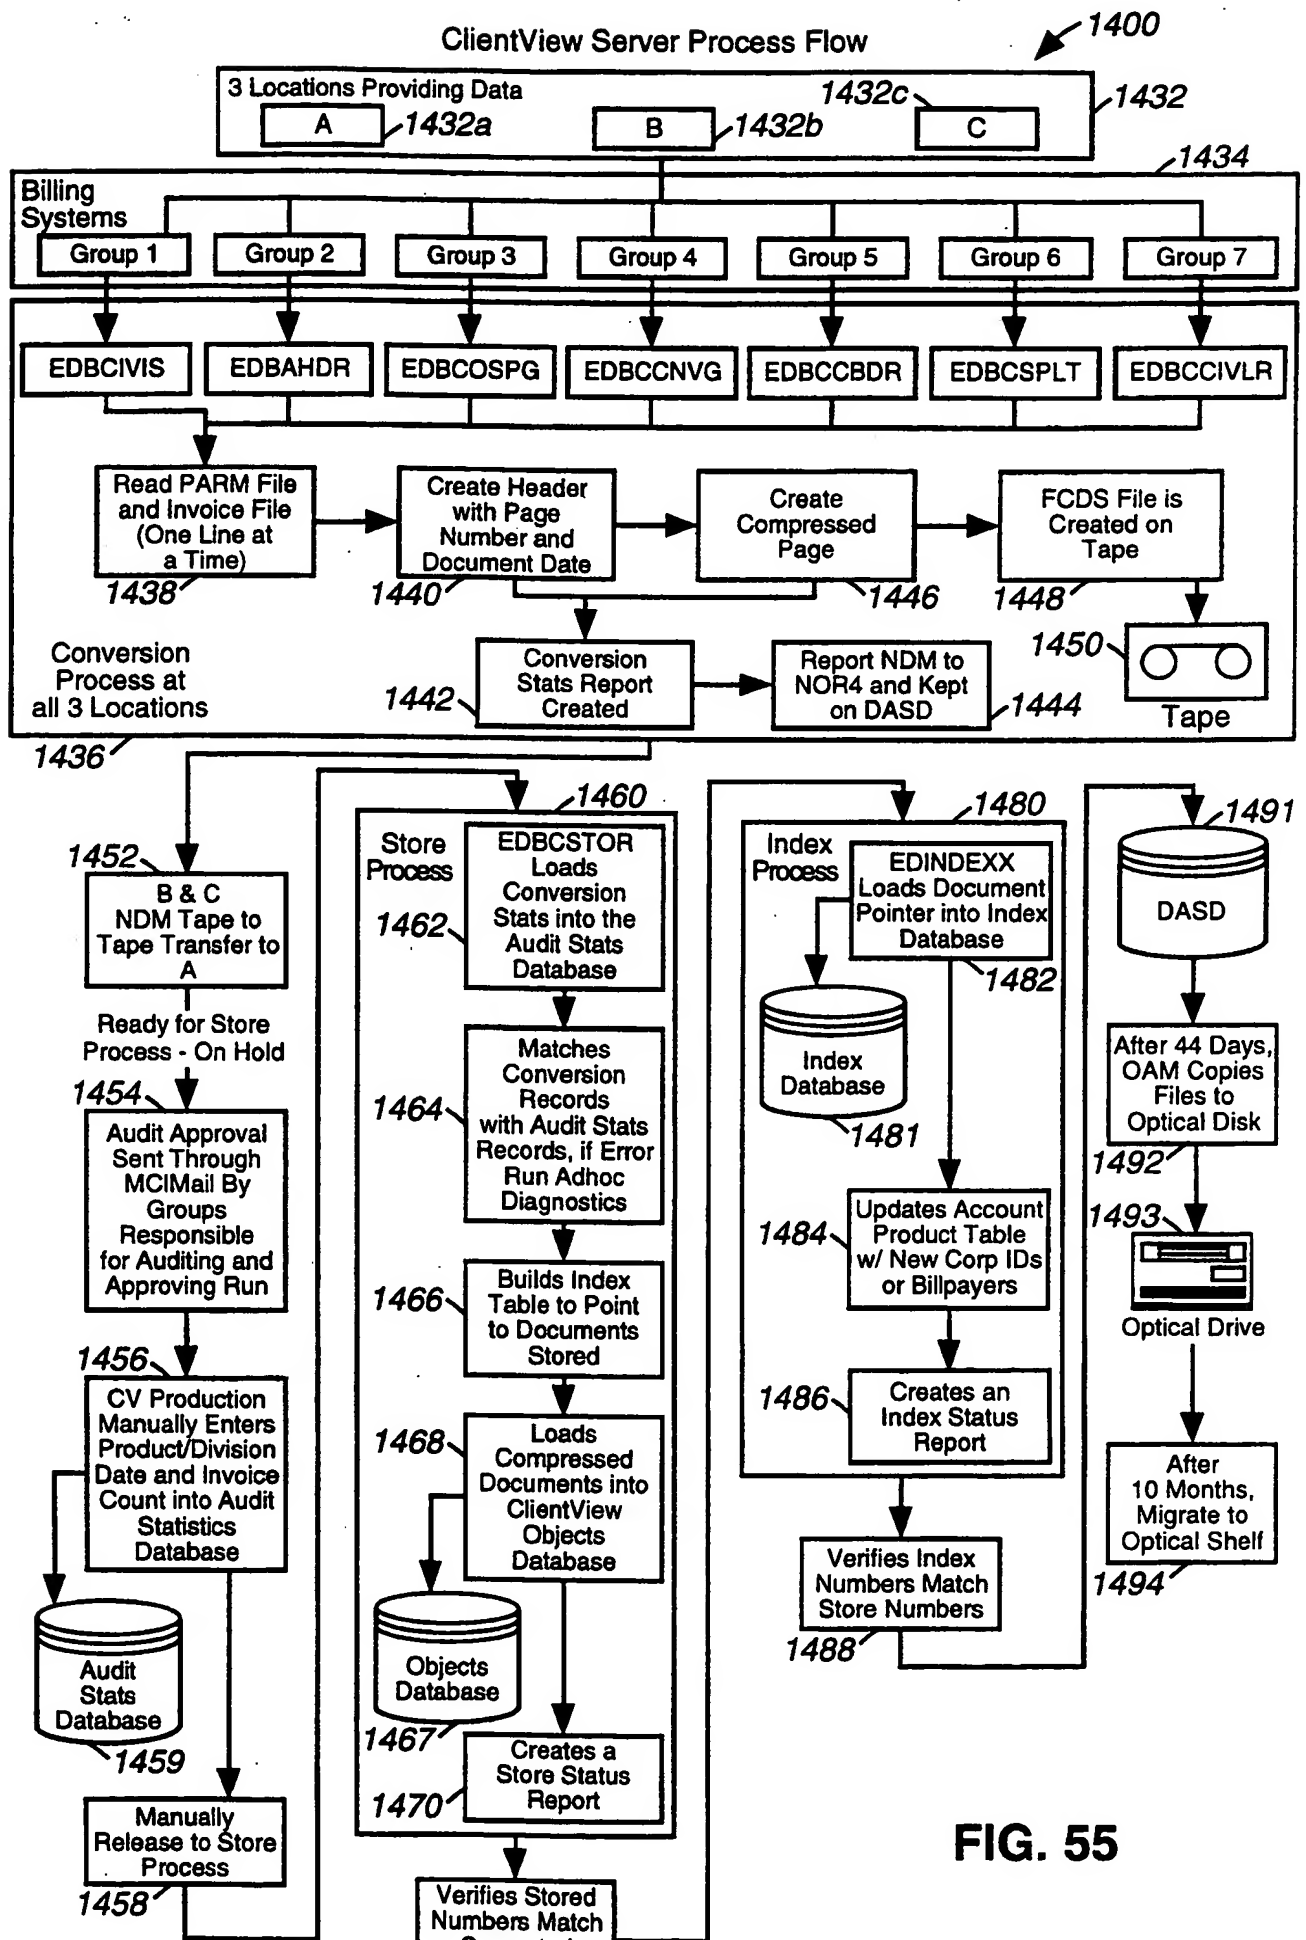 ClientView Server Process Flow
1400
3 Locations Providing Data
1432c
1432
A
1432a
B
1432b
C
1434
Billing
Systems
Group 1
Group 2
Group 3
Group 4
Group 5
Group 6
Group 7
EDBCIVIS
EDBAHDR
EDBCOSPG
EDBCCNVG
EDBCCBDR
EDBCSPLT
EDBCCIVLR
Read PARM File
and Invoice File
(One Line at
a Time)
1438
Create Header
with Page
Number and
Document Date
1440
Create
Compressed
Page
1446
FCDS File is
Created on
Tape
1448
1450
Tape
Conversion
Process at
all 3 Locations
1436
Conversion
Stats Report
Created
1442
Report NDM to
NOR4 and Kept
on DASD
1444
1452
B & C
NDM Tape to
Tape Transfer to
A
Ready for Store
Process - On Hold
1454
Audit Approval
Sent Through
MCIMail By
Groups
Responsible
for Auditing and
Approving Run
1456
CV Production
Manually Enters
Product/Division
Date and Invoice
Count into Audit
Statistics
Database
Audit
Stats
Database
1459
Manually
Release to Store
Process
1458
1460
Store
Process
EDBCSTOR
Loads
Conversion
Stats into the
Audit Stats
Database
1462
Matches
Conversion
Records
with Audit Stats
Records, if Error
Run Adhoc
Diagnostics
1464
Builds Index
Table to Point
to Documents
Stored
1466
Loads
Compressed
Documents into
ClientView
Objects
Database
1468
Objects
Database
1467
Creates a
Store Status
Report
1470
Verifies Stored
Numbers Match
1480
Index
Process
EDINDEXX
Loads Document
Pointer into Index
Database
1482
Index
Database
1481
Updates Account
Product Table
w/ New Corp IDs
or Billpayers
1484
Creates an
Index Status
Report
1486
Verifies Index
Numbers Match
Store Numbers
1488
1491
DASD
After 44 Days,
OAM Copies
Files to
Optical Disk
1492
1493
Optical Drive
After
10 Months,
Migrate to
Optical Shelf
1494
FIG. 55